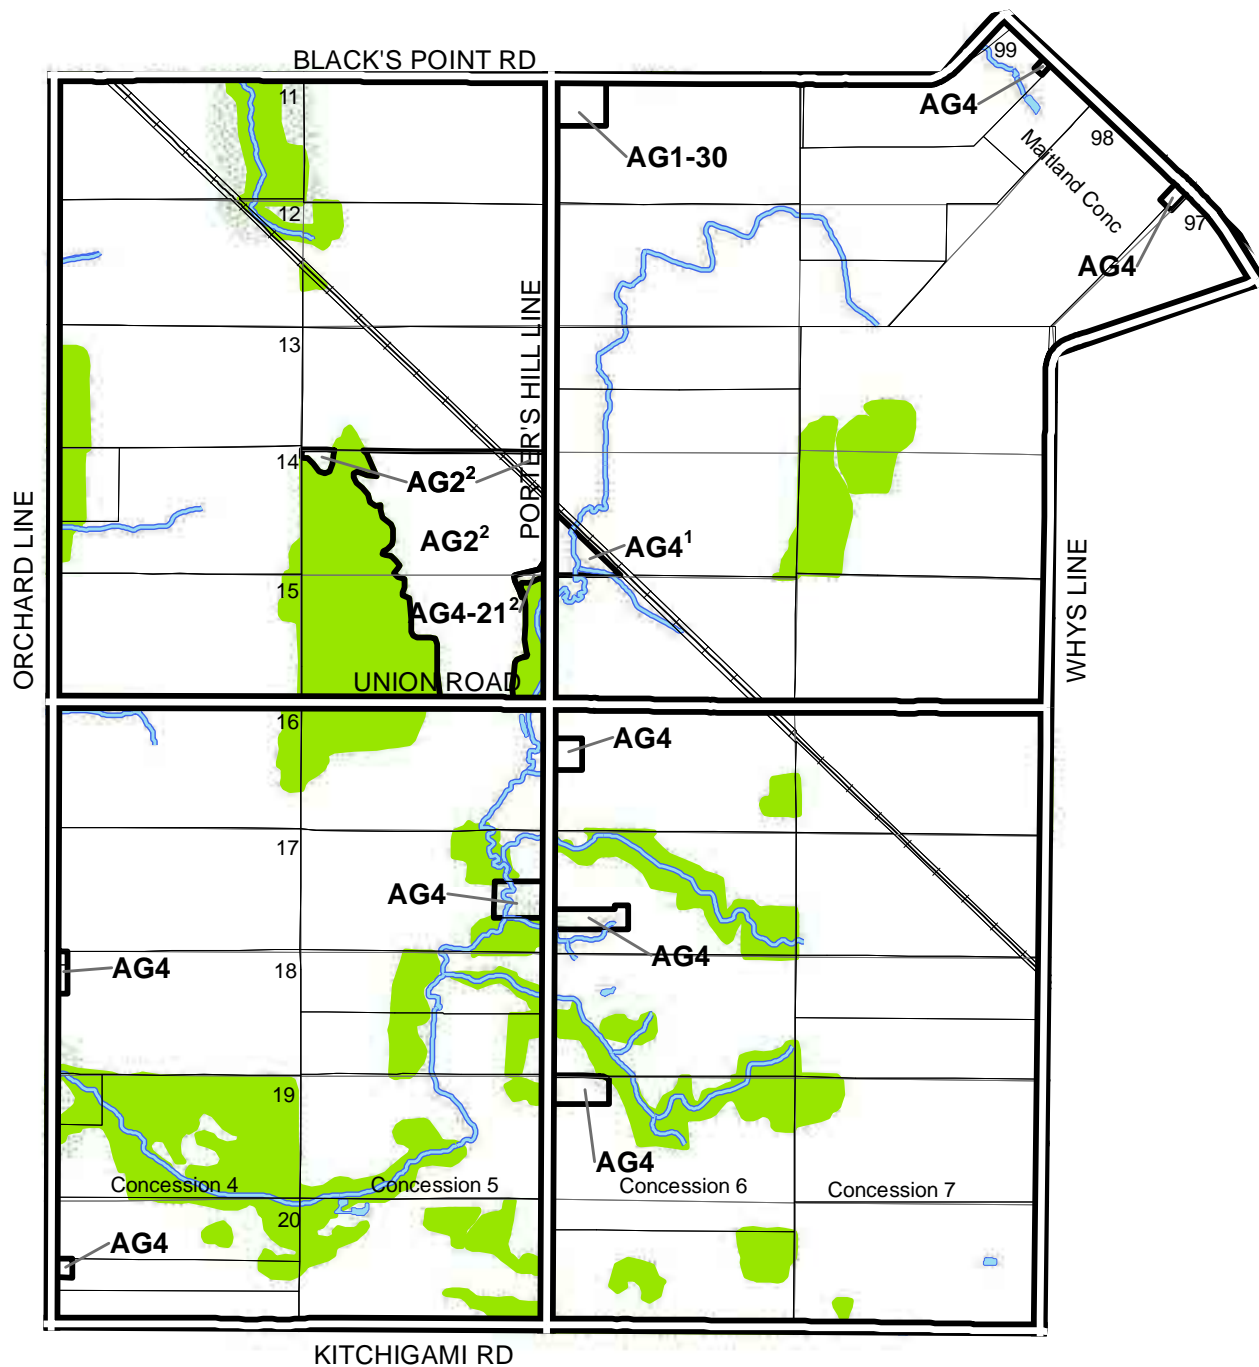 BLACK'S POINT RD
99
11
AG4
98
AG1-30
Maitland Conc
12
97
AG4
13
PORTER'S HILL LINE
14
AG2²
ORCHARD LINE
AG2²
AG4¹
WHYS LINE
15
AG4-21²
UNION ROAD
16
AG4
17
AG4
AG4
AG4
18
19
AG4
Concession 4
Concession 5
Concession 6
Concession 7
20
AG4
KITCHIGAMI RD